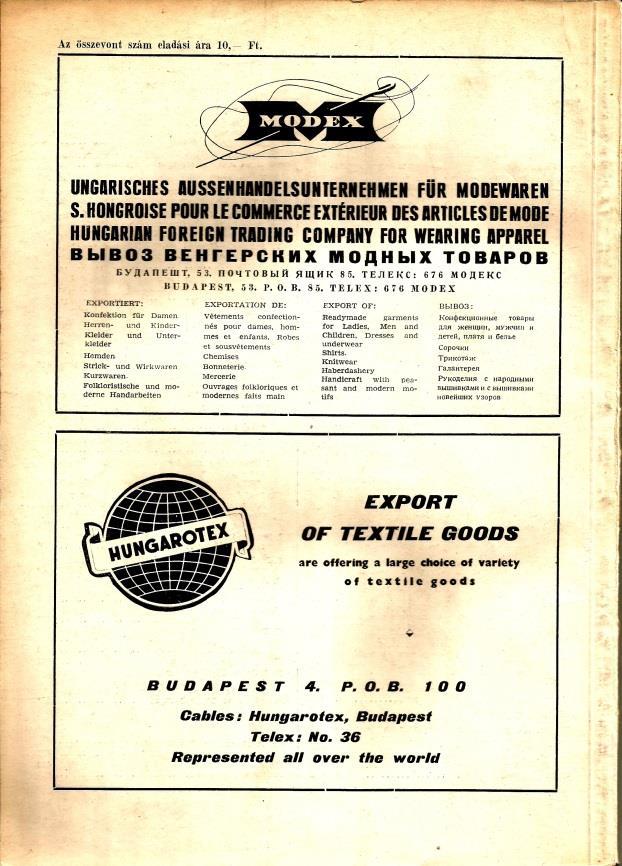 Az összevont szám eladási ára 10,— Ft.
MODEX
UNGARISCHES AUSSENHANDELSUNTERNEHMEN FÜR MODEWAREN
S. HONGROISE POUR LE COMMERCE EXTÉRIEUR DES ARTICLES DE MODE
HUNGARIAN FOREIGN TRADING COMPANY FOR WEARING APPAREL
ВЫВОЗ ВЕНГЕРСКИХ МОДНЫХ ТОВАРОВ
БУДАПЕШТ, 53. ПОЧТОВЫЙ ЯЩИК 85. ТЕЛЕКС: 676 МОДЕКС
BUDAPEST, 53. P. O. B. 85. TELEX: 676 MODEX
EXPORTIERT:
Konfektion für Damen
Herren- und Kinder-
Kleider und Unter-
kleider
Hemden
Strick- und Wirkwaren
Kurzwaren
Folkloristische und mo-
derne Handarbeiten
EXPORTATION DE:
Vêtements confection-
nés pour dames, hom-
mes et enfants, Robes
et sousvêtements
Chemises
Bonneterie
Mercerie
Ouvrages folkloriques et
modernes faits main
EXPORT OF:
Readymade garments
for Ladies, Men and
Children, Dresses and
underwear
Shirts.
Knitwear
Haberdashery
Handicraft with pea-
sant and modern mo-
tifs
ВЫВОЗ:
Конфекционные товары
для женщин, мужчин и
детей, платя и белье
Сорочки
Трикотаж
Галантерея
Рукоделия с народными
вышивками и с вышивками
новейших узоров
HUNGAROTEX
EXPORT
OF TEXTILE GOODS
are offering a large choice of variety
of textile goods
BUDAPEST 4. P.O.B. 100
Cables: Hungarotex, Budapest
Telex: No. 36
Represented all over the world